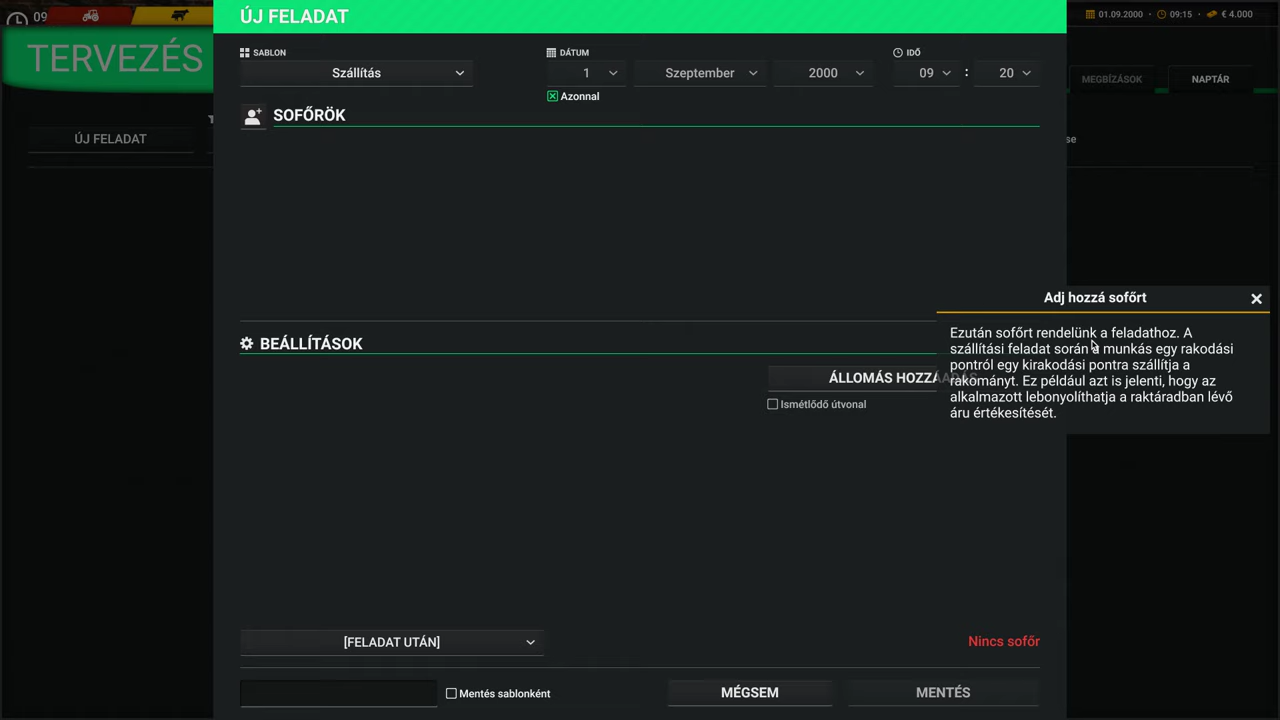 09
ÚJ FELADAT
01.09.2000 • 09:15 • € 4.000
TERVEZÉS
SABLON
DÁTUM
IDŐ
Szállítás
1
Szeptember
2000
09 : 20
MEGBÍZÁSOK
NAPTÁR
Azonnal
SOFŐRÖK
ÚJ FELADAT
se
Adj hozzá sofőrt
Ezután sofőrt rendelünk a feladathoz. A
szállítási feladat során a munkás egy rakodási
pontról egy kirakodási pontra szállítja a
rakományt. Ez például azt is jelenti, hogy az
alkalmazott lebonyolíthatja a raktáradban lévő
áru értékesítését.
BEÁLLÍTÁSOK
ÁLLOMÁS HOZZÁADÁS
Ismétlődő útvonal
[FELADAT UTÁN]
Nincs sofőr
Mentés sablonként
MÉGSEM
MENTÉS